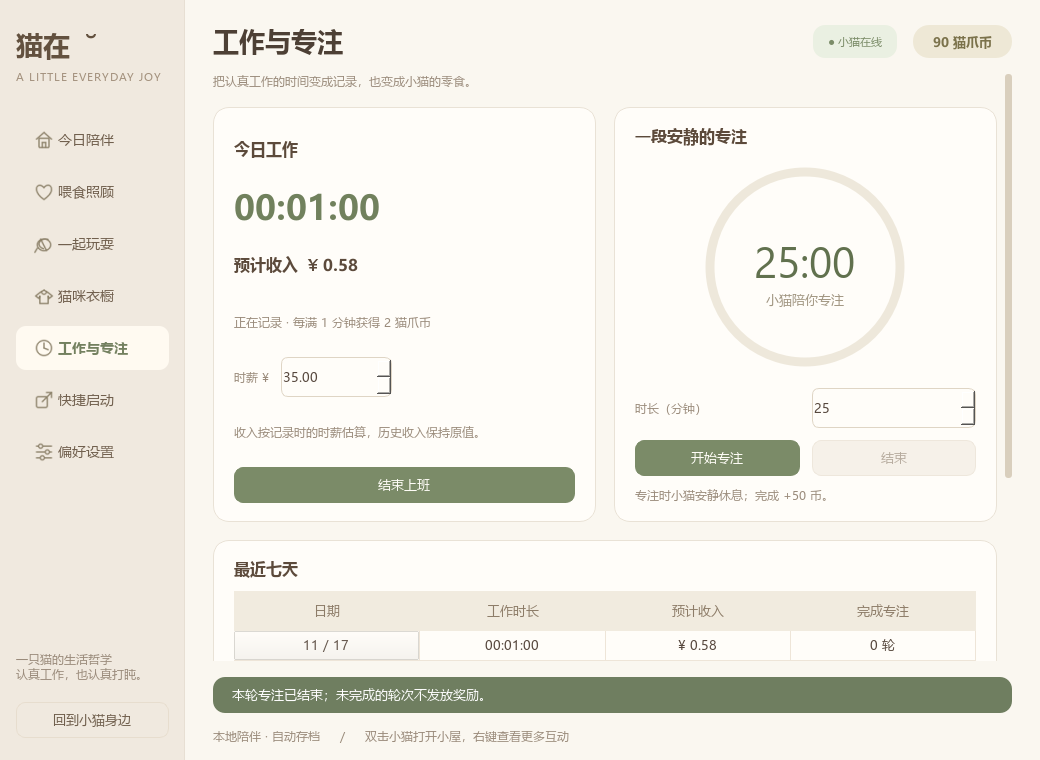 猫在 ˘
A LITTLE EVERYDAY JOY
今日陪伴
喂食照顾
一起玩耍
猫咪衣橱
工作与专注
快捷启动
偏好设置
一只猫的生活哲学
认真工作，也认真打盹。
回到小猫身边
工作与专注
● 小猫在线
90 猫爪币
把认真工作的时间变成记录，也变成小猫的零食。
今日工作
00:01:00
预计收入 ¥ 0.58
正在记录 · 每满 1 分钟获得 2 猫爪币
时薪 ¥ 35.00
收入按记录时的时薪估算，历史收入保持原值。
结束上班
一段安静的专注
25:00
小猫陪你专注
时长（分钟） 25
开始专注 结束
专注时小猫安静休息；完成 +50 币。
最近七天
日期 工作时长 预计收入 完成专注
11 / 17 00:01:00 ¥ 0.58 0 轮
本轮专注已结束；未完成的轮次不发放奖励。
本地陪伴 · 自动存档 / 双击小猫打开小屋，右键查看更多互动